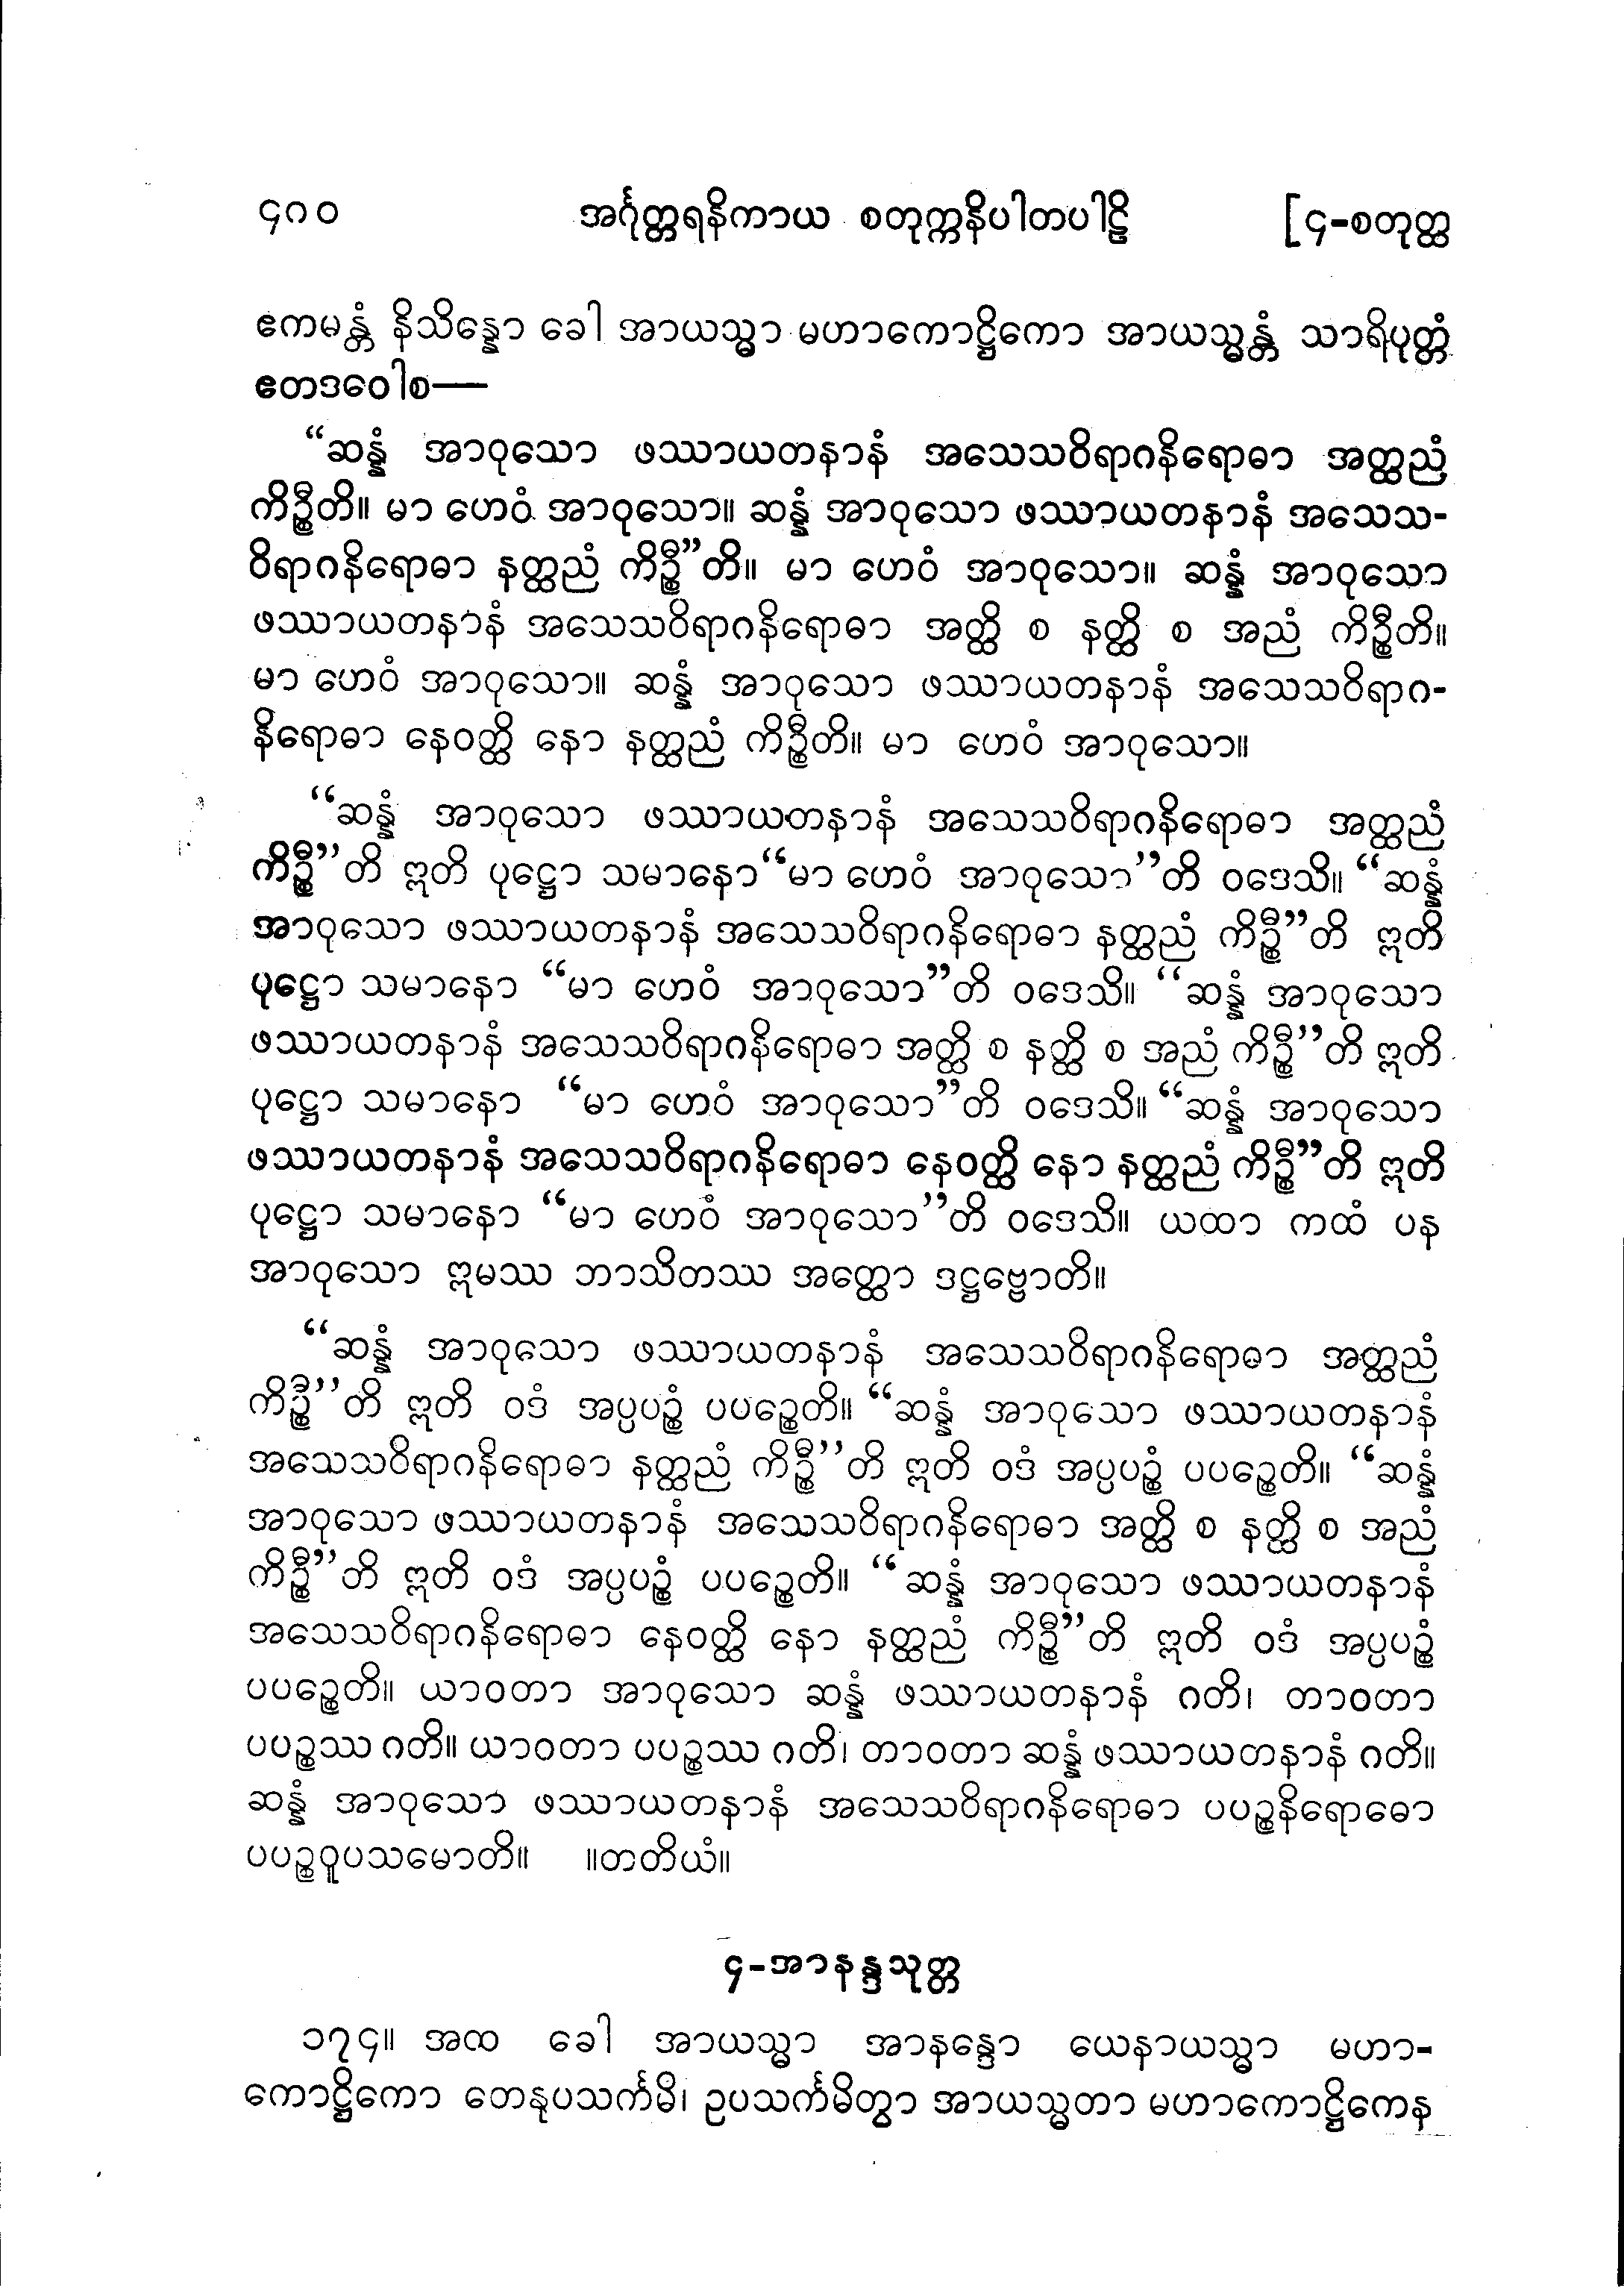 ၄၈၀ အင်္ဂုတ္တရနိကာယ စတုက္ကနိပါတပါဠိ [၄-စတုတ္ထ
ဧကမန္တံ နိသိန္နော ခေါ အာယသ္မာ မဟာကောဋ္ဌိကော အာယသ္မန္တံ သာရိပုတ္တံ
ဧတဒဝေါစ—
“ဆန္နံ အာဝုသော ဖဿာယတနာနံ အသေသဝိရာဂနိရောဓာ အတ္ထညံ
ကိဉ္စီတိ။ မာ ဟေဝံ အာဝုသော။ ဆန္နံ အာဝုသော ဖဿာယတနာနံ အသေသ-
ဝိရာဂနိရောဓာ နတ္ထညံ ကိဉ္စီ”တိ။ မာ ဟေဝံ အာဝုသော။ ဆန္နံ အာဝုသော
ဖဿာယတနာနံ အသေသဝိရာဂနိရောဓာ အတ္ထိ စ နတ္ထိ စ အညံ ကိဉ္စီတိ။
မာ ဟေဝံ အာဝုသော။ ဆန္နံ အာဝုသော ဖဿာယတနာနံ အသေသဝိရာဂ-
နိရောဓာ နေဝတ္ထိ နော နတ္ထညံ ကိဉ္စီတိ။ မာ ဟေဝံ အာဝုသော။
“ဆန္နံ အာဝုသော ဖဿာယတနာနံ အသေသဝိရာဂနိရောဓာ အတ္ထညံ
ကိဉ္စီ”တိ ဣတိ ပုဋ္ဌော သမာနော“မာ ဟေဝံ အာဝုသော”တိ ဝဒေသိ။ “ဆန္နံ
အာဝုသော ဖဿာယတနာနံ အသေသဝိရာဂနိရောဓာ နတ္ထညံ ကိဉ္စီ”တိ ဣတိ
ပုဋ္ဌော သမာနော “မာ ဟေဝံ အာဝုသော”တိ ဝဒေသိ။ “ဆန္နံ အာဝုသော
ဖဿာယတနာနံ အသေသဝိရာဂနိရောဓာ အတ္ထိ စ နတ္ထိ စ အညံ ကိဉ္စီ”တိ ဣတိ
ပုဋ္ဌော သမာနော “မာ ဟေဝံ အာဝုသော”တိ ဝဒေသိ။ “ဆန္နံ အာဝုသော
ဖဿာယတနာနံ အသေသဝိရာဂနိရောဓာ နေဝတ္ထိ နော နတ္ထညံ ကိဉ္စီ”တိ ဣတိ
ပုဋ္ဌော သမာနော “မာ ဟေဝံ အာဝုသော”တိ ဝဒေသိ။ ယထာ ကထံ ပန
အာဝုသော ဣမဿ ဘာသိတဿ အတ္ထော ဒဋ္ဌဗ္ဗောတိ။
“ဆန္နံ အာဝုသော ဖဿာယတနာနံ အသေသဝိရာဂနိရောဓာ အတ္ထညံ
ကိဉ္စီ”တိ ဣတိ ဝဒံ အပ္ပပဉ္စံ ပပဉ္စေတိ။ “ဆန္နံ အာဝုသော ဖဿာယတနာနံ
အသေသဝိရာဂနိရောဓာ နတ္ထညံ ကိဉ္စီ”တိ ဣတိ ဝဒံ အပ္ပပဉ္စံ ပပဉ္စေတိ။ “ဆန္နံ
အာဝုသော ဖဿာယတနာနံ အသေသဝိရာဂနိရောဓာ အတ္ထိ စ နတ္ထိ စ အညံ
ကိဉ္စီ”တိ ဣတိ ဝဒံ အပ္ပပဉ္စံ ပပဉ္စေတိ။ “ဆန္နံ အာဝုသော ဖဿာယတနာနံ
အသေသဝိရာဂနိရောဓာ နေဝတ္ထိ နော နတ္ထညံ ကိဉ္စီ”တိ ဣတိ ဝဒံ အပ္ပပဉ္စံ
ပပဉ္စေတိ။ ယာဝတာ အာဝုသော ဆန္နံ ဖဿာယတနာနံ ဂတိ၊ တာဝတာ
ပပဉ္စဿ ဂတိ။ ယာဝတာ ပပဉ္စဿ ဂတိ၊ တာဝတာ ဆန္နံ ဖဿာယတနာနံ ဂတိ။
ဆန္နံ အာဝုသော ဖဿာယတနာနံ အသေသဝိရာဂနိရောဓာ ပပဉ္စနိရောဓော
ပပဉ္စဝူပသမောတိ။ ။တတိယံ။
၄-အာနန္ဒသုတ္တ
၁၇၄။ အထ ခေါ အာယသ္မာ အာနန္ဒော ယေနာယသ္မာ မဟာ-
ကောဋ္ဌိကော တေနုပသင်္ကမိ၊ ဥပသင်္ကမိတွာ အာယသ္မတာ မဟာကောဋ္ဌိကေန